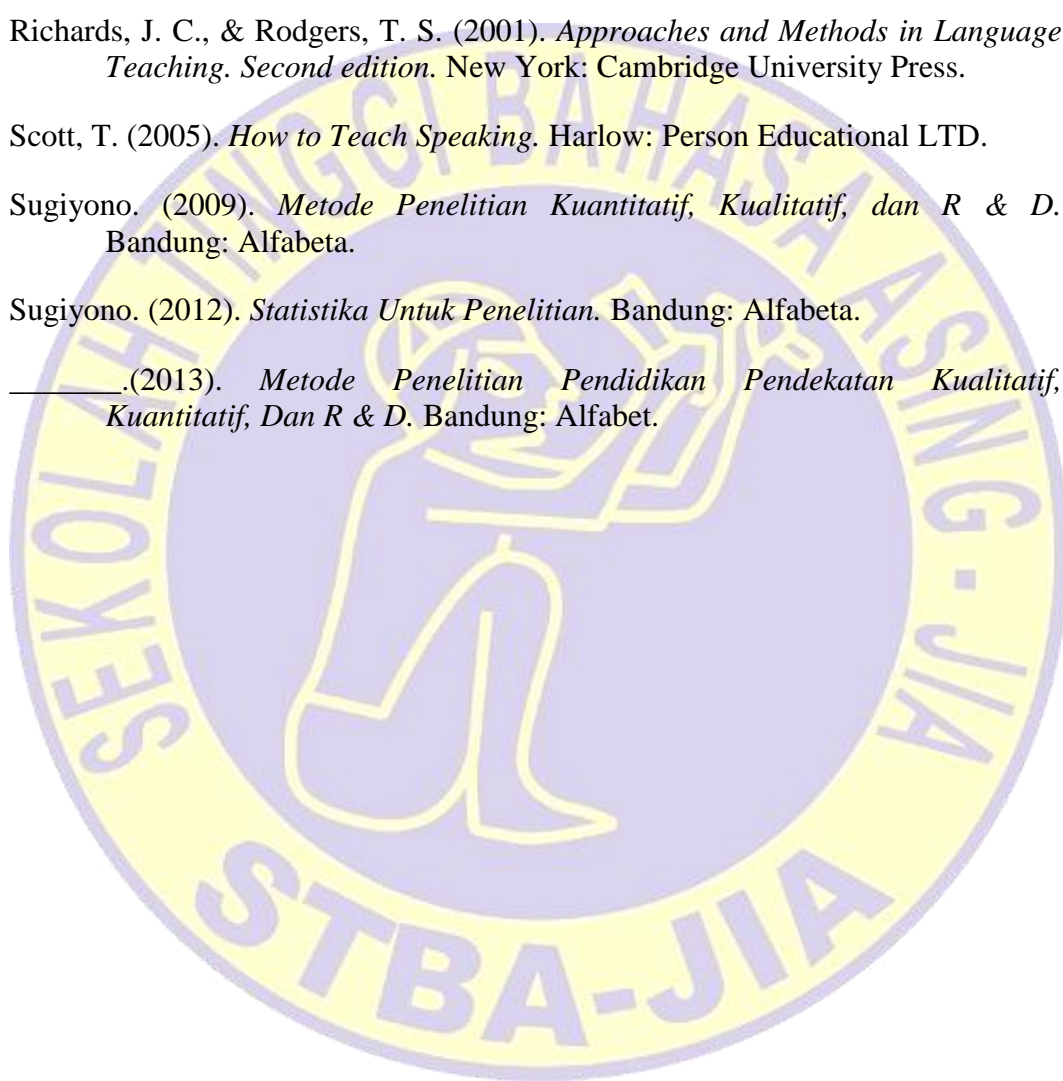 Richards, J. C., & Rodgers, T. S. (2001). Approaches and Methods in Language
Teaching. Second edition. New York: Cambridge University Press.
Scott, T. (2005). How to Teach Speaking. Harlow: Person Educational LTD.
Sugiyono. (2009). Metode Penelitian Kuantitatif, Kualitatif, dan R & D.
Bandung: Alfabeta.
Sugiyono. (2012). Statistika Untuk Penelitian. Bandung: Alfabeta.
_______.(2013). Metode Penelitian Pendidikan Pendekatan Kualitatif,
Kuantitatif, Dan R & D. Bandung: Alfabet.
SEKOLAH TINGGI BAHASA ASING - JIA
STBA-JIA